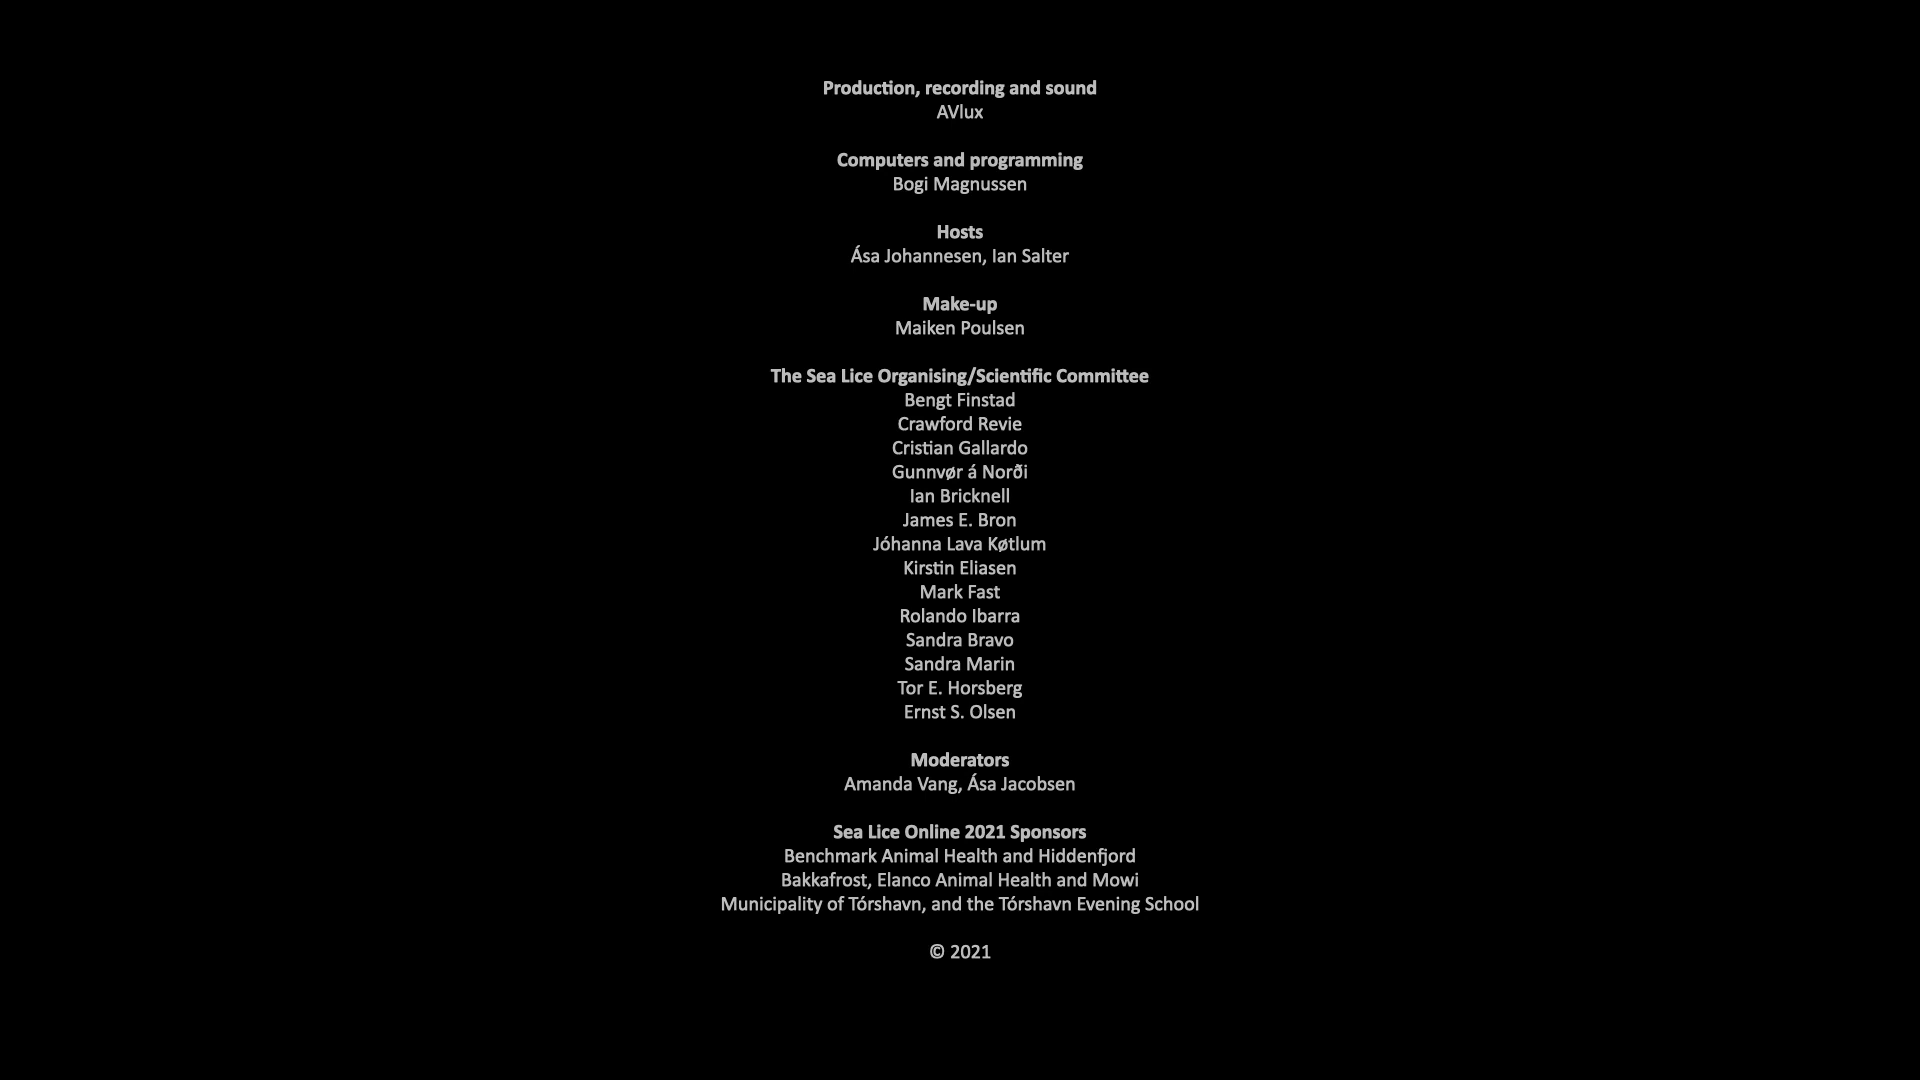 Production, recording and sound
AVlux
Computers and programming
Bogi Magnussen
Hosts
Ása Johannesen, Ian Salter
Make-up
Maiken Poulsen
The Sea Lice Organising/Scientific Committee
Bengt Finstad
Crawford Revie
Cristian Gallardo
Gunnvør á Norði
Ian Bricknell
James E. Bron
Jóhanna Lava Køtlum
Kirstin Eliasen
Mark Fast
Rolando Ibarra
Sandra Bravo
Sandra Marin
Tor E. Horsberg
Ernst S. Olsen
Moderators
Amanda Vang, Ása Jacobsen
Sea Lice Online 2021 Sponsors
Benchmark Animal Health and Hiddenfjord
Bakkafrost, Elanco Animal Health and Mowi
Municipality of Tórshavn, and the Tórshavn Evening School
© 2021